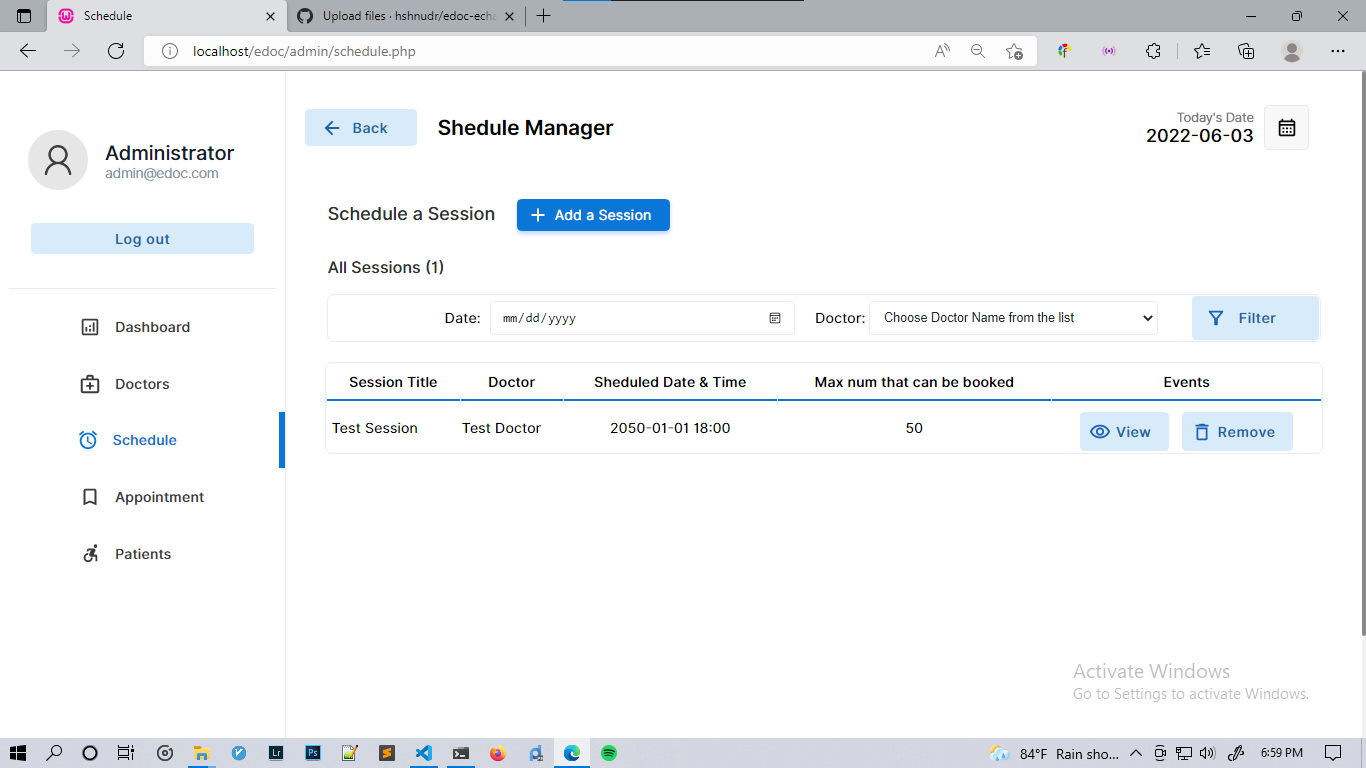 Schedule
Upload files · hshnudr/edoc-echa
localhost/edoc/admin/schedule.php
Administrator
admin@edoc.com
Log out
Dashboard
Doctors
Schedule
Appointment
Patients
Back
Shedule Manager
Today's Date
2022-06-03
Schedule a Session
Add a Session
All Sessions (1)
Date: mm/dd/yyyy Doctor: Choose Doctor Name from the list Filter
Session Title Doctor Sheduled Date & Time Max num that can be booked Events
Test Session Test Doctor 2050-01-01 18:00 50 View Remove
Activate Windows
Go to Settings to activate Windows.
Lr Ps 84°F Rain sho... 6:59 PM